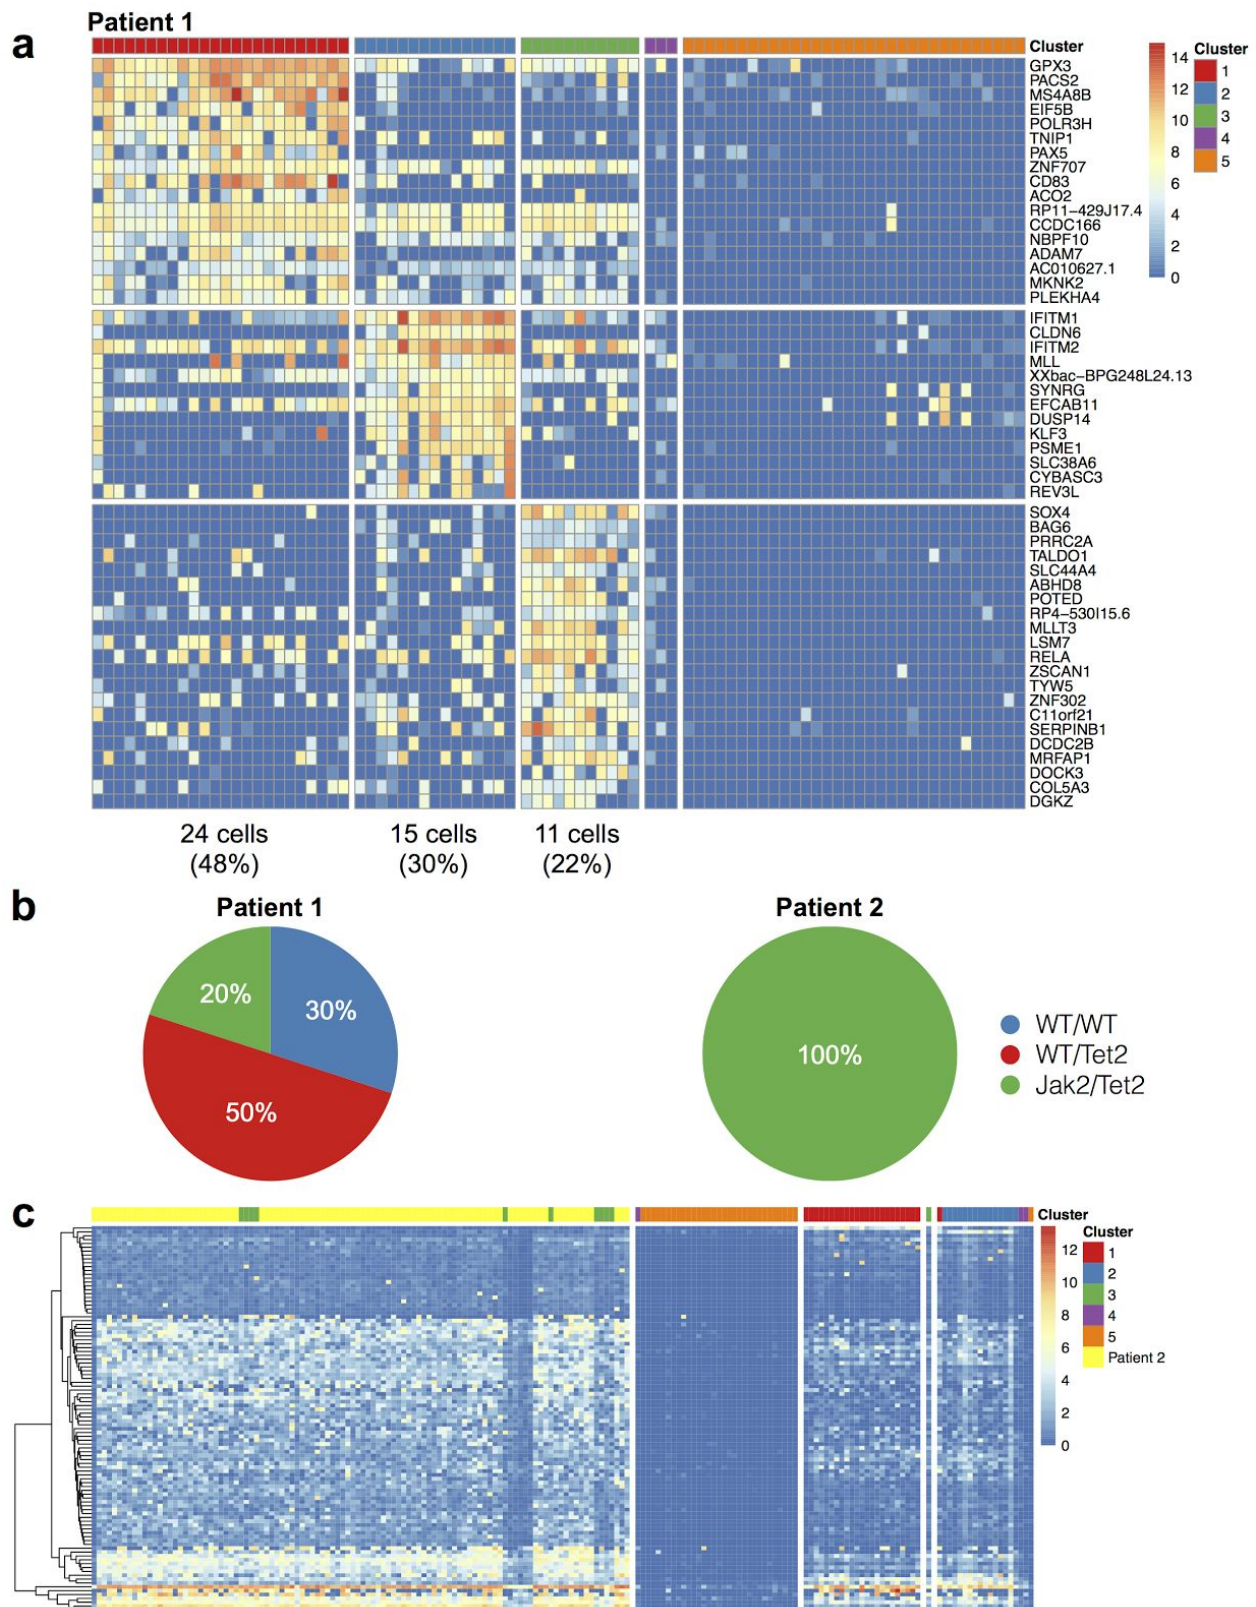 Patient 1
a
Cluster
GPX3
PACS2
MS4A8B
EIF5B
POLR3H
TNIP1
PAX5
ZNF707
CD83
ACO2
RP11-429J17.4
CCDC166
NBPF10
ADAM7
AC010627.1
MKNK2
PLEKHA4
IFITM1
CLDN6
IFITM2
MLL
XXbac-BPG248L24.13
SYNRG
EFCAB11
DUSP14
KLF3
PSME1
SLC38A6
CYBASC3
REV3L
SOX4
BAG6
PRRC2A
TALDO1
SLC44A4
ABHD8
POTED
RP4-530I15.6
MLLT3
LSM7
RELA
ZSCAN1
TYW5
ZNF302
C11orf21
SERPINB1
DCDC2B
MRFAP1
DOCK3
COL5A3
DGKZ
14
12
10
8
6
4
2
0
Cluster
1
2
3
4
5
24 cells
(48%)
15 cells
(30%)
11 cells
(22%)
b
Patient 1
20%
30%
50%
Patient 2
100%
WT/WT
WT/Tet2
Jak2/Tet2
c
Cluster
12
10
8
6
4
2
0
Cluster
1
2
3
4
5
Patient 2